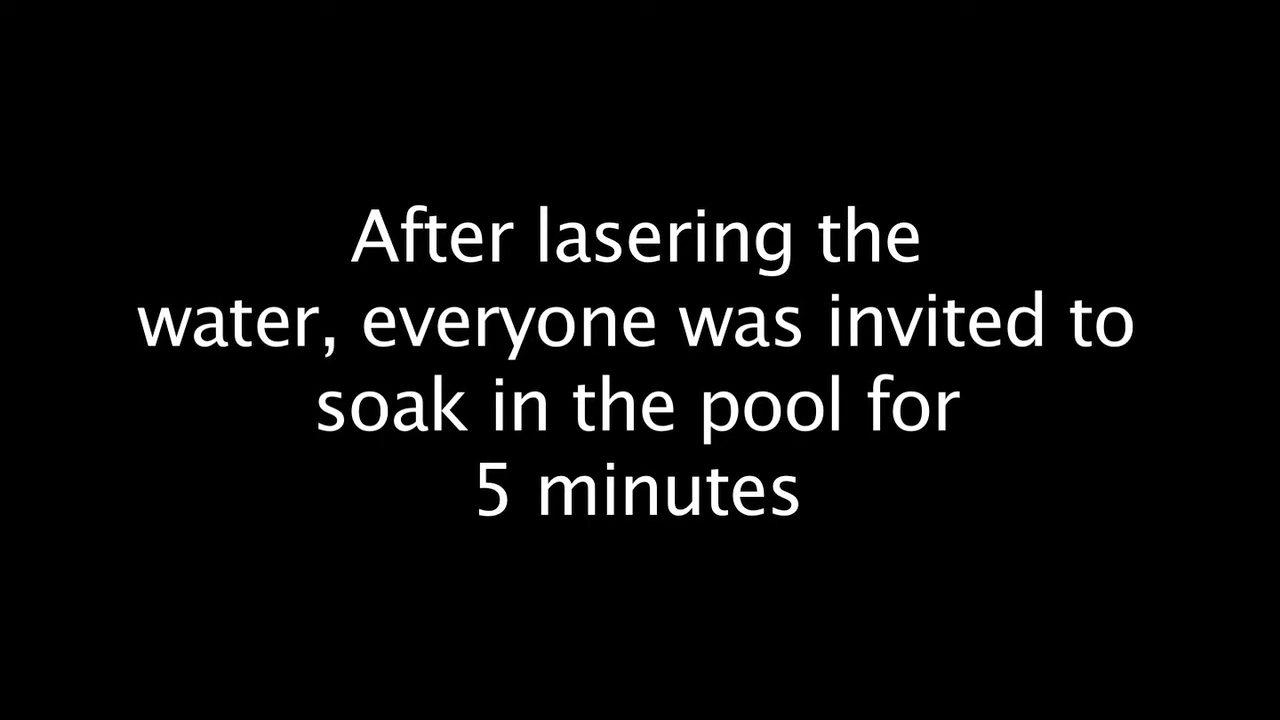 After lasering the
water, everyone was invited to
soak in the pool for
5 minutes